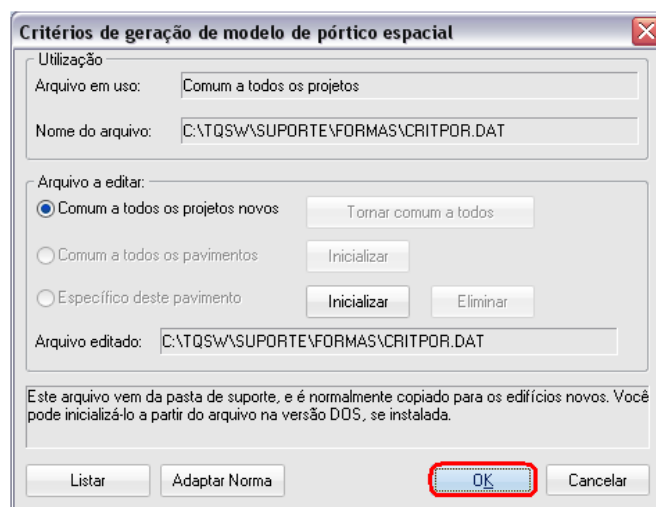 Critérios de geração de modelo de pórtico espacial
Utilização
Arquivo em uso: Comum a todos os projetos
Nome do arquivo: C:\TQSW\SUPORTE\FORMAS\CRITPOR.DAT
Arquivo a editar:
Comum a todos os projetos novos Tornar comum a todos
Comum a todos os pavimentos Inicializar
Específico deste pavimento Inicializar Eliminar
Arquivo editado: C:\TQSW\SUPORTE\FORMAS\CRITPOR.DAT
Este arquivo vem da pasta de suporte, e é normalmente copiado para os edifícios novos. Você
pode inicializá-lo a partir do arquivo na versão DOS, se instalada.
Listar Adaptar Norma OK Cancelar